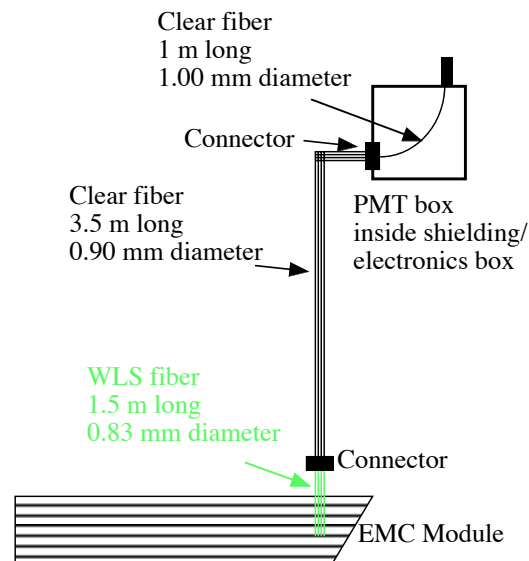 Clear fiber
1 m long
1.00 mm diameter
Connector
Clear fiber
3.5 m long
0.90 mm diameter
PMT box
inside shielding/
electronics box
WLS fiber
1.5 m long
0.83 mm diameter
Connector
EMC Module